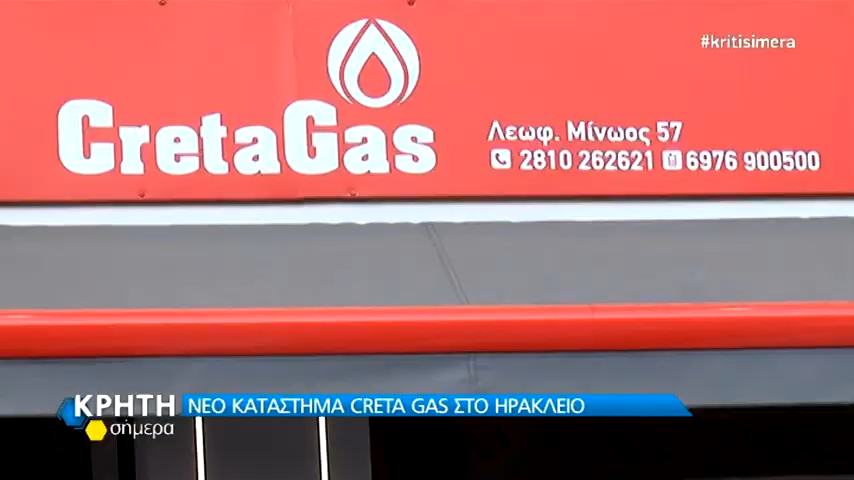 #kritisimera
CretaGas
Λεωφ. Μίνωος 57
2810 262621 6976 900500
ΚΡΗΤΗ
σήμερα
ΝΕΟ ΚΑΤΑΣΤΗΜΑ CRETA GAS ΣΤΟ ΗΡΑΚΛΕΙΟ